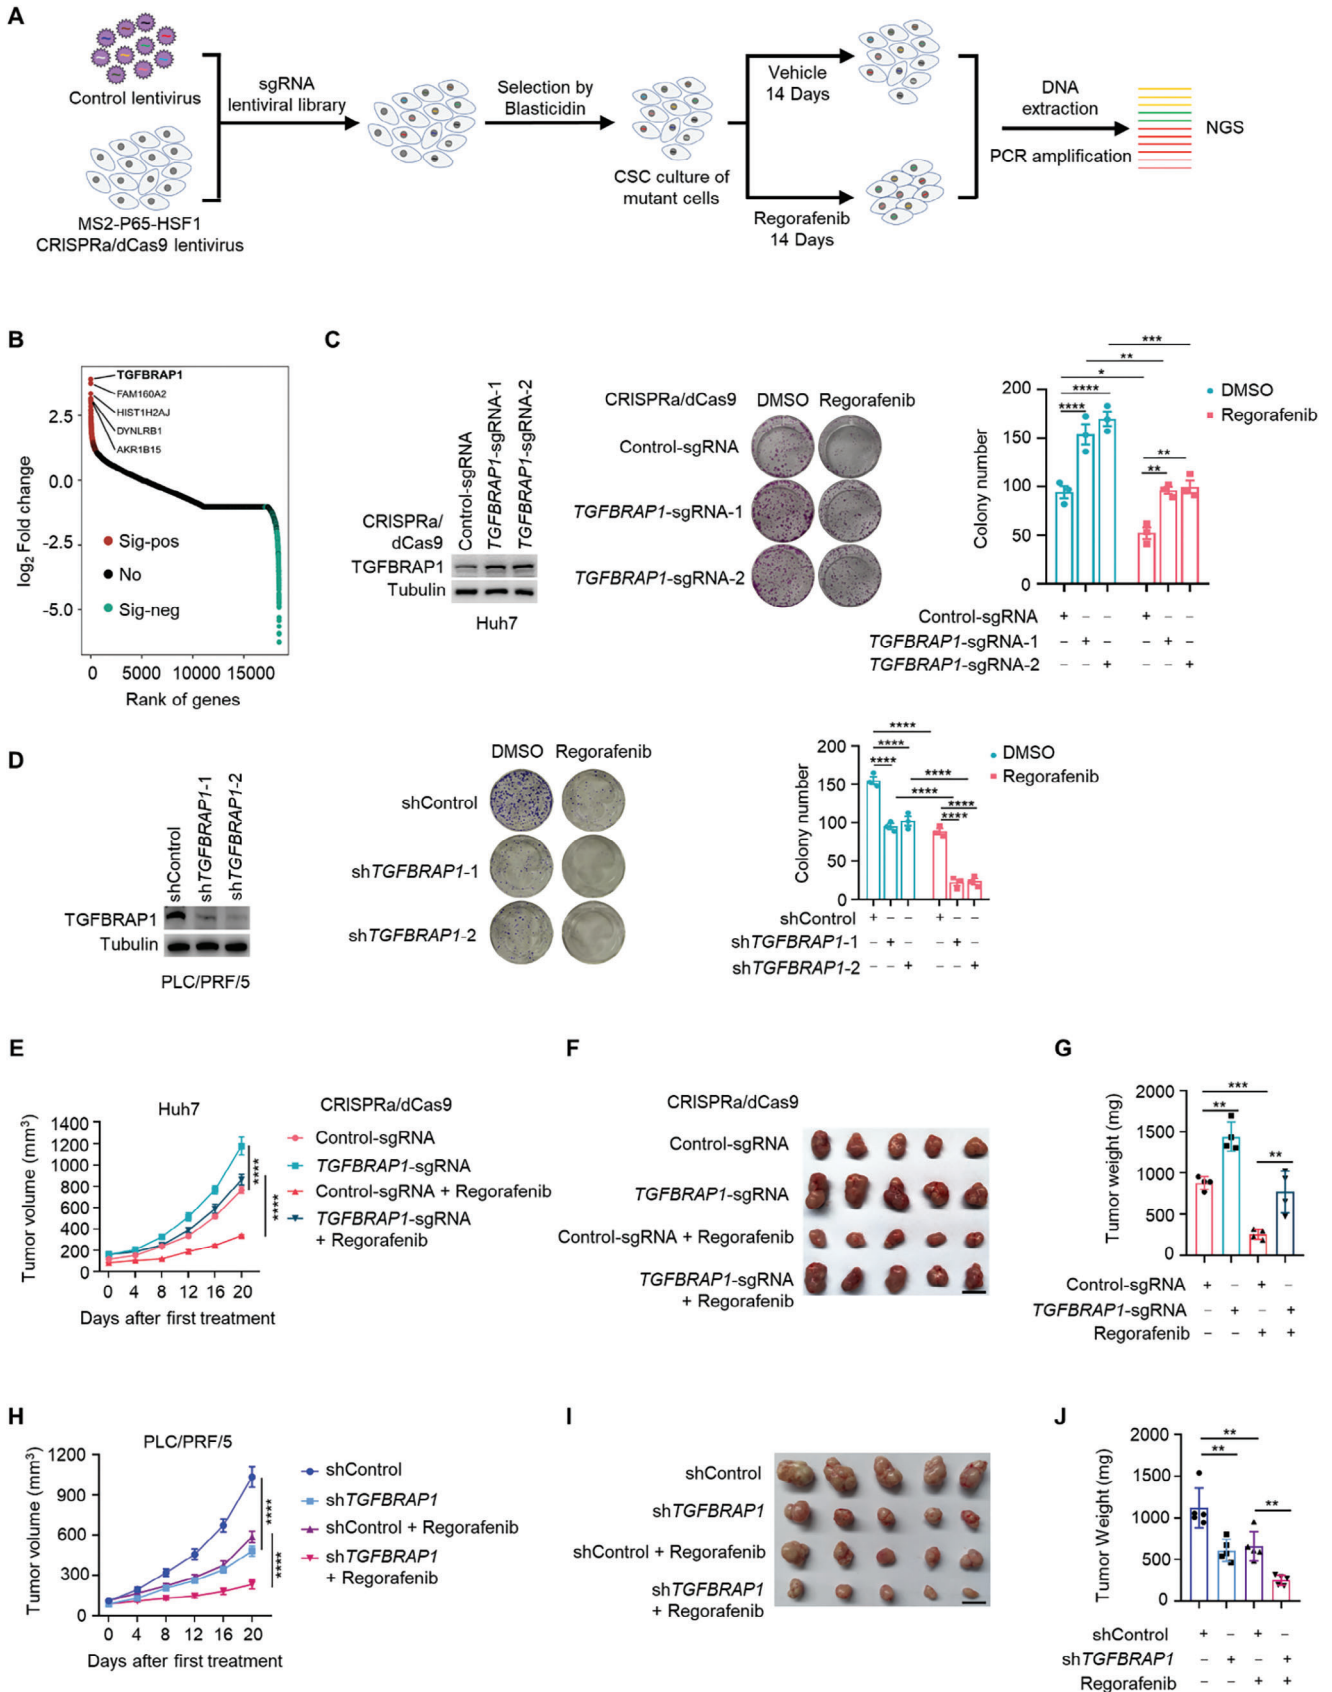 A
Control lentivirus
MS2-P65-HSF1
CRISPRa/dCas9 lentivirus
sgRNA
lentiviral library
Selection by
Blasticidin
CSC culture of
mutant cells
Vehicle
14 Days
Regorafenib
14 Days
DNA
extraction
PCR amplification
NGS
B
log2 Fold change
2.5
0.0
-2.5
-5.0
TGFBRAP1
FAM160A2
HIST1H2AJ
DYNLRB1
AKR1B15
Sig-pos
No
Sig-neg
0 5000 10000 15000
Rank of genes
C
CRISPRa/
dCas9
Control-sgRNA
TGFBRAP1-sgRNA-1
TGFBRAP1-sgRNA-2
TGFBRAP1
Tubulin
Huh7
CRISPRa/dCas9 DMSO Regorafenib
Control-sgRNA
TGFBRAP1-sgRNA-1
TGFBRAP1-sgRNA-2
Colony number
200
150
100
50
0
***
**
*
****
****
**
**
DMSO
Regorafenib
Control-sgRNA + – – + – –
TGFBRAP1-sgRNA-1 – + – – + –
TGFBRAP1-sgRNA-2 – – + – – +
D
shControl
shTGFBRAP1-1
shTGFBRAP1-2
TGFBRAP1
Tubulin
PLC/PRF/5
DMSO Regorafenib
shControl
shTGFBRAP1-1
shTGFBRAP1-2
Colony number
200
150
100
50
0
****
****
****
****
****
****
****
DMSO
Regorafenib
shControl + – – + – –
shTGFBRAP1-1 – + – – + –
shTGFBRAP1-2 – – + – – +
E
Huh7
Tumor volume (mm3)
1400
1200
1000
800
600
400
200
0
0 4 8 12 16 20
Days after first treatment
****
****
CRISPRa/dCas9
Control-sgRNA
TGFBRAP1-sgRNA
Control-sgRNA + Regorafenib
TGFBRAP1-sgRNA
+ Regorafenib
F
CRISPRa/dCas9
Control-sgRNA
TGFBRAP1-sgRNA
Control-sgRNA + Regorafenib
TGFBRAP1-sgRNA
+ Regorafenib
G
Tumor weight (mg)
2000
1500
1000
500
0
***
**
**
Control-sgRNA + – + –
TGFBRAP1-sgRNA – + – +
Regorafenib – – + +
H
PLC/PRF/5
Tumor volume (mm3)
1200
900
600
300
0
0 4 8 12 16 20
Days after first treatment
****
****
shControl
shTGFBRAP1
shControl + Regorafenib
shTGFBRAP1
+ Regorafenib
I
shControl
shTGFBRAP1
shControl + Regorafenib
shTGFBRAP1
+ Regorafenib
J
Tumor Weight (mg)
2000
1500
1000
500
0
**
**
**
shControl + – + –
shTGFBRAP1 – + – +
Regorafenib – – + +